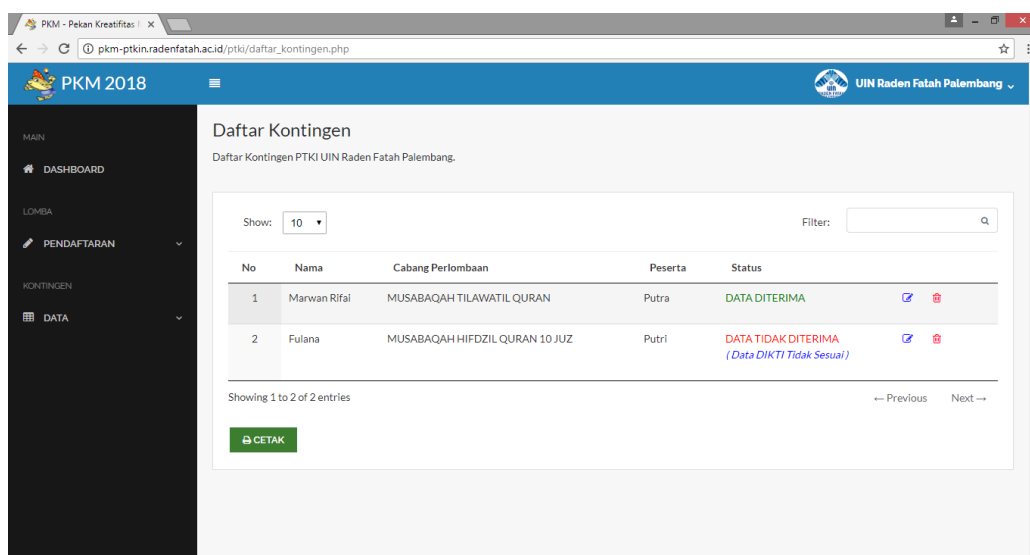 PKM - Pekan Kreatifitas
pkm-ptkin.radenfatah.ac.id/ptki/daftar_kontingen.php
PKM 2018
UIN Raden Fatah Palembang
MAIN
DASHBOARD
LOMBA
PENDAFTARAN
KONTINGEN
DATA
Daftar Kontingen
Daftar Kontingen PTKI UIN Raden Fatah Palembang.
Show: 10
Filter:
No Nama Cabang Perlombaan Peserta Status
1 Marwan Rifai MUSABAQAH TILAWATIL QURAN Putra DATA DITERIMA
2 Fulana MUSABAQAH HIFDZIL QURAN 10 JUZ Putri DATA TIDAK DITERIMA
( Data DIKTI Tidak Sesuai )
Showing 1 to 2 of 2 entries
← Previous Next →
CETAK